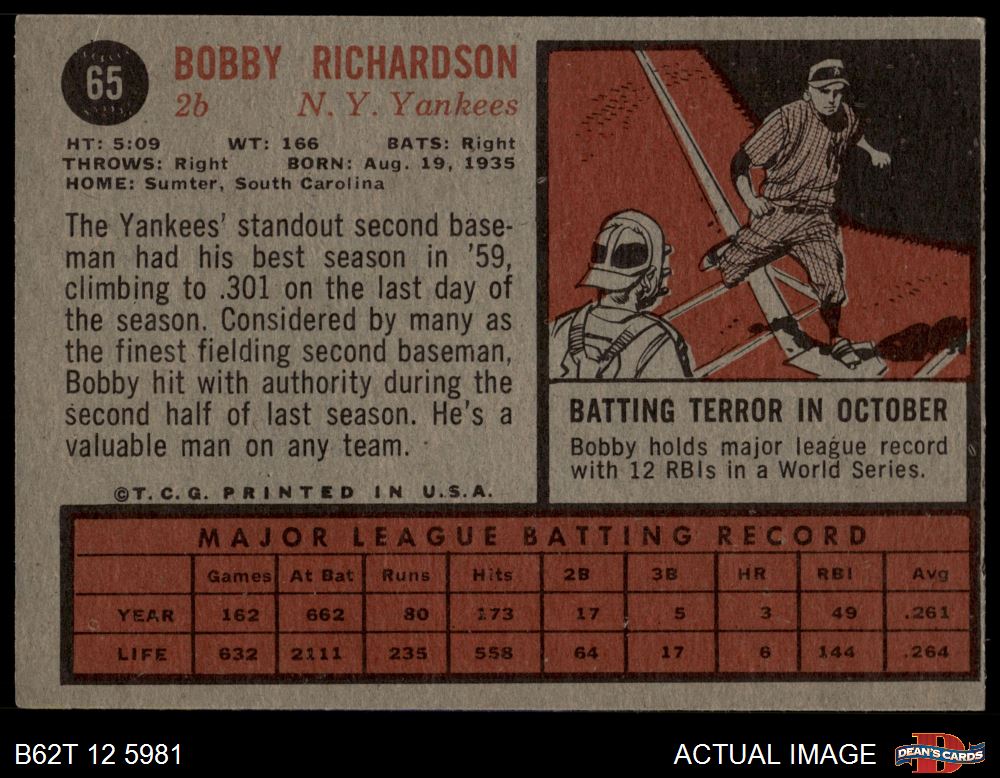 65
BOBBY RICHARDSON
2b N. Y. Yankees
HT: 5:09 WT: 166 BATS: Right
THROWS: Right BORN: Aug. 19, 1935
HOME: Sumter, South Carolina
The Yankees' standout second base-
man had his best season in '59,
climbing to .301 on the last day of
the season. Considered by many as
the finest fielding second baseman,
Bobby hit with authority during the
second half of last season. He's a
valuable man on any team.
©T.C.G. PRINTED IN U.S.A.
BATTING TERROR IN OCTOBER
Bobby holds major league record
with 12 RBIs in a World Series.
MAJOR LEAGUE BATTING RECORD
Games At Bat Runs Hits 2B 3B HR RBI Avg
YEAR 162 662 80 173 17 5 3 49 .261
LIFE 632 2111 235 558 64 17 6 144 .264
B62T 12 5981
ACTUAL IMAGE
D
DEAN'S CARDS